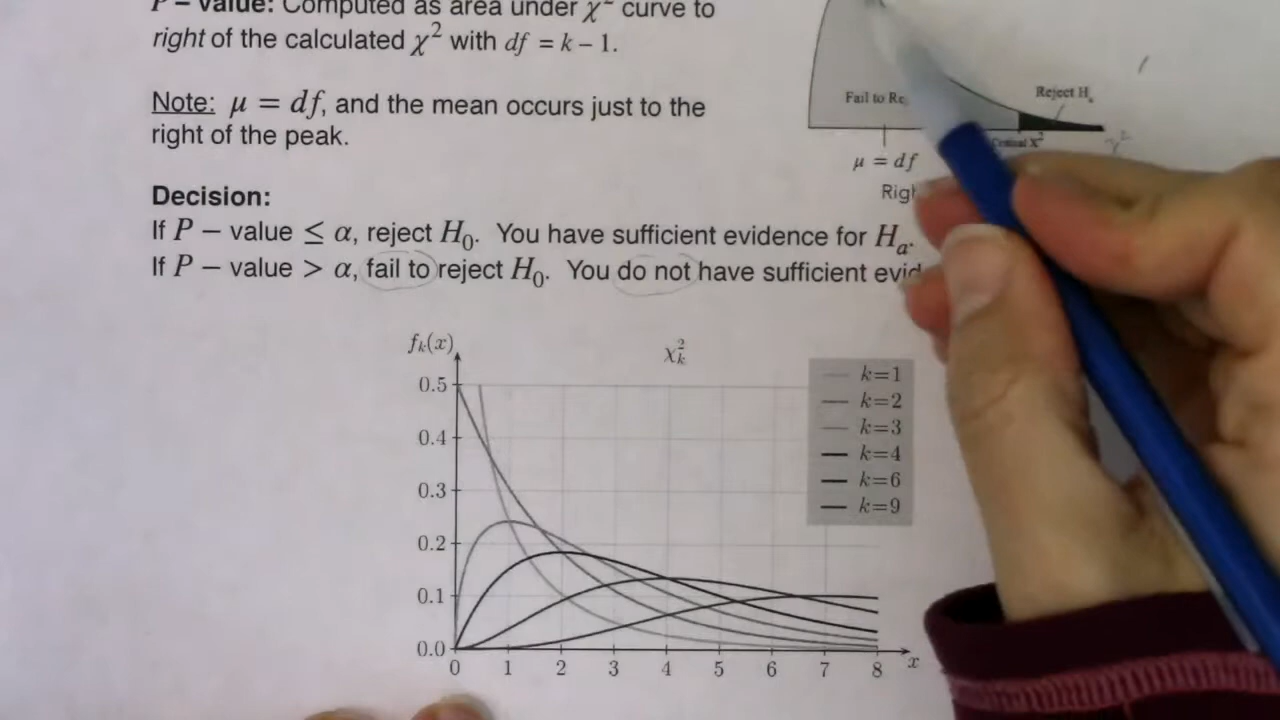 P – value: Computed as area under χ² curve to
right of the calculated χ² with df = k – 1.
Note: μ = df, and the mean occurs just to the
right of the peak.
Decision:
If P – value ≤ α, reject H₀. You have sufficient evidence for Hₐ.
If P – value > α, fail to reject H₀. You do not have sufficient evid
Fail to Re
Reject H₀
Critical X²
μ = df
Righ
fₖ(x)
χ²ₖ
k=1
k=2
k=3
k=4
k=6
k=9
0.5
0.4
0.3
0.2
0.1
0.0
0 1 2 3 4 5 6 7 8 x